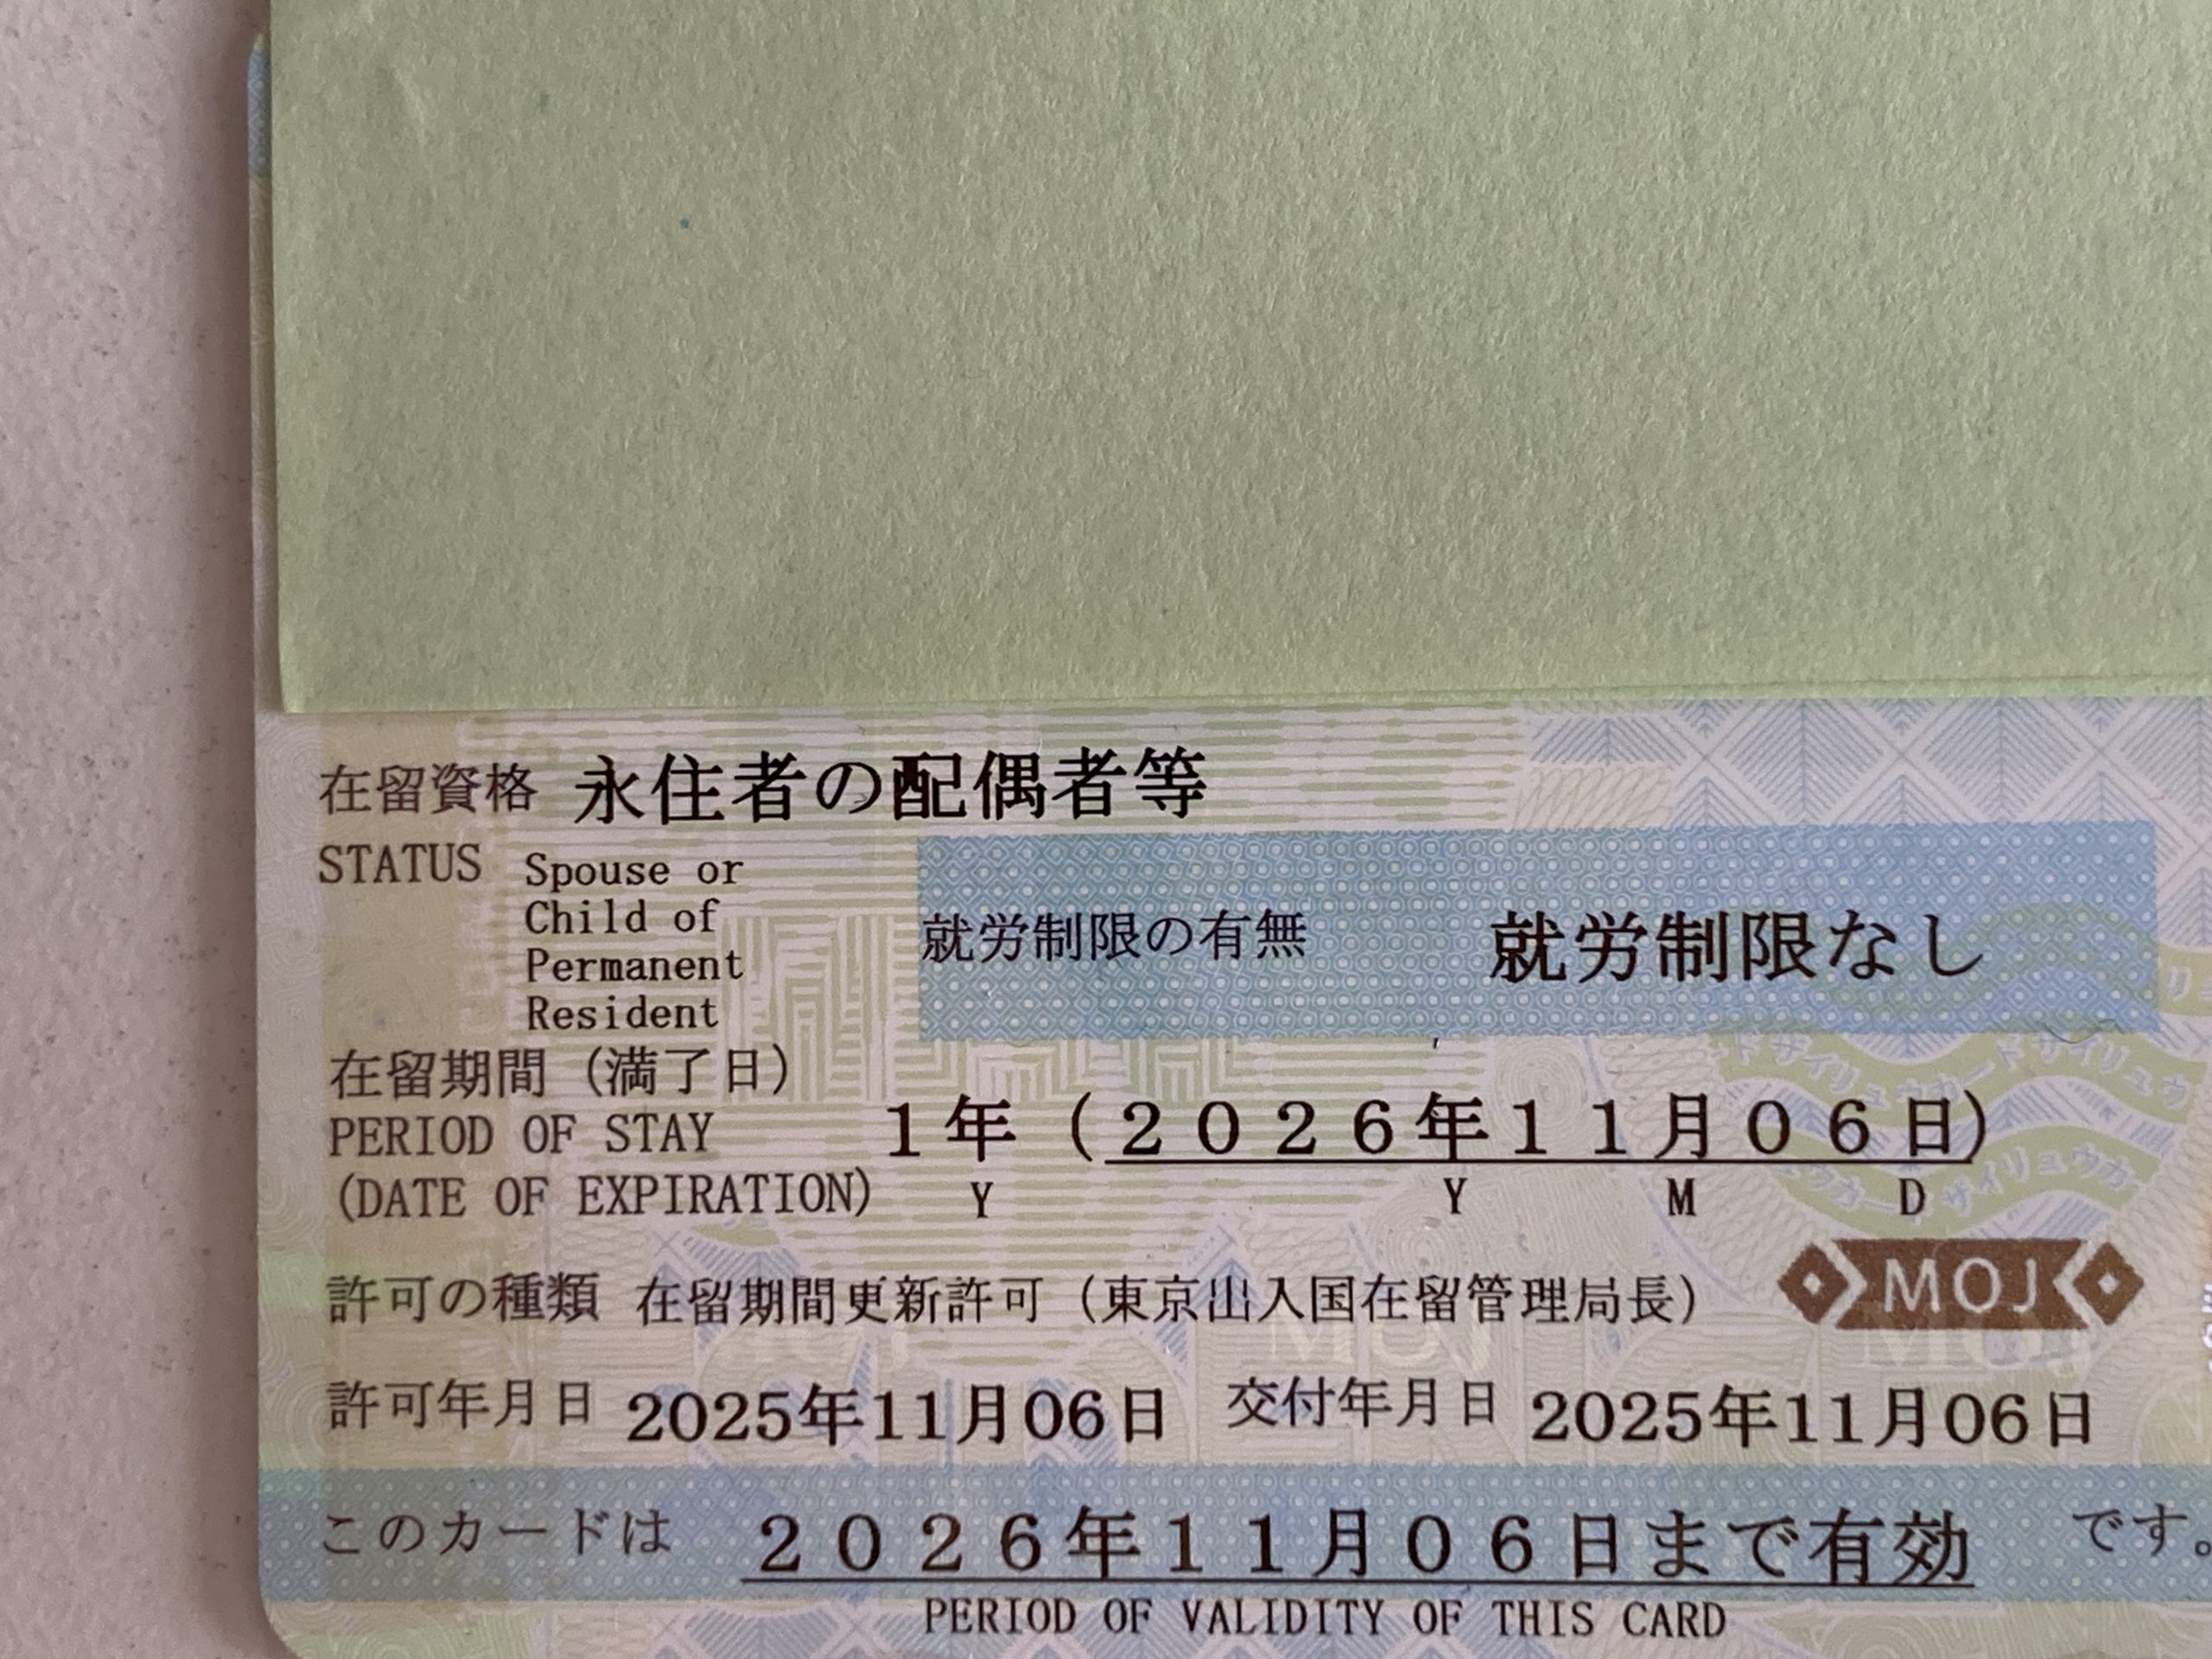 在留資格 永住者の配偶者等
STATUS Spouse or
Child of
Permanent
Resident
就労制限の有無 就労制限なし
在留期間 (満了日)
PERIOD OF STAY
(DATE OF EXPIRATION)
1年 (2026年11月06日)
Y Y M D
許可の種類 在留期間更新許可 (東京出入国在留管理局長)
MOJ
許可年月日 2025年11月06日 交付年月日 2025年11月06日
このカードは 2026年11月06日まで有効 です。
PERIOD OF VALIDITY OF THIS CARD